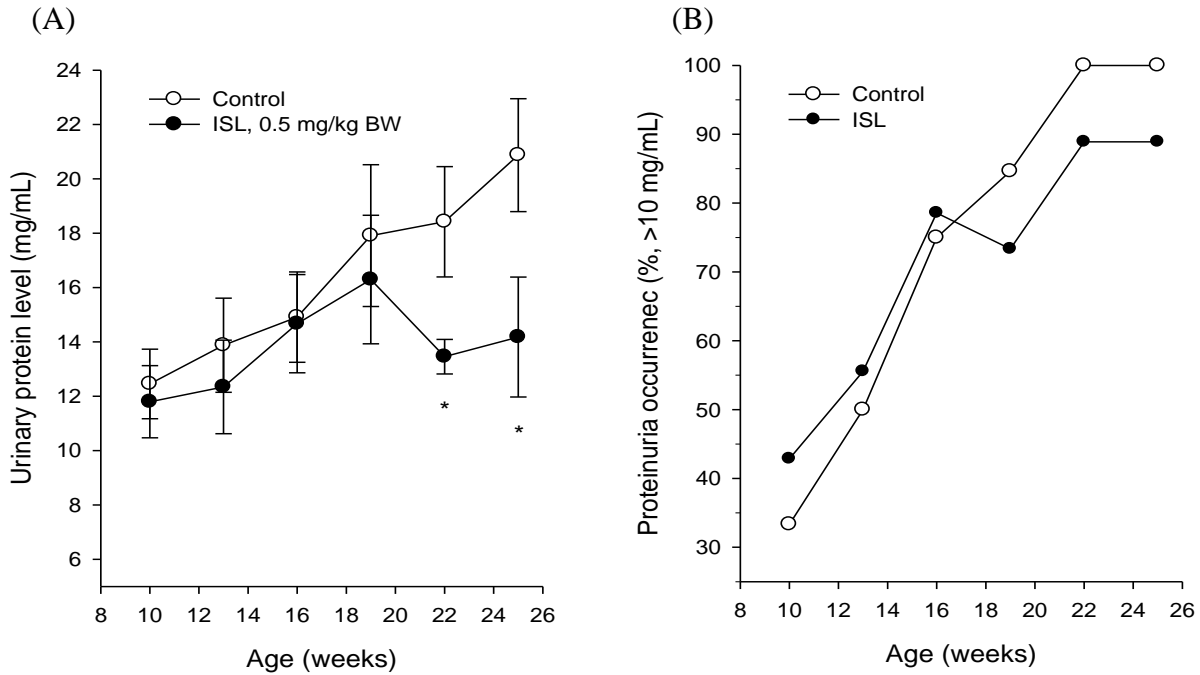 (A)
24
22
20
18
16
14
12
10
8
6
Urinary protein level (mg/mL)
Control
ISL, 0.5 mg/kg BW
*
*
8 10 12 14 16 18 20 22 24 26
Age (weeks)
(B)
100
90
80
70
60
50
40
30
Proteinuria occurrenec (%, >10 mg/mL)
Control
ISL
8 10 12 14 16 18 20 22 24 26
Age (weeks)